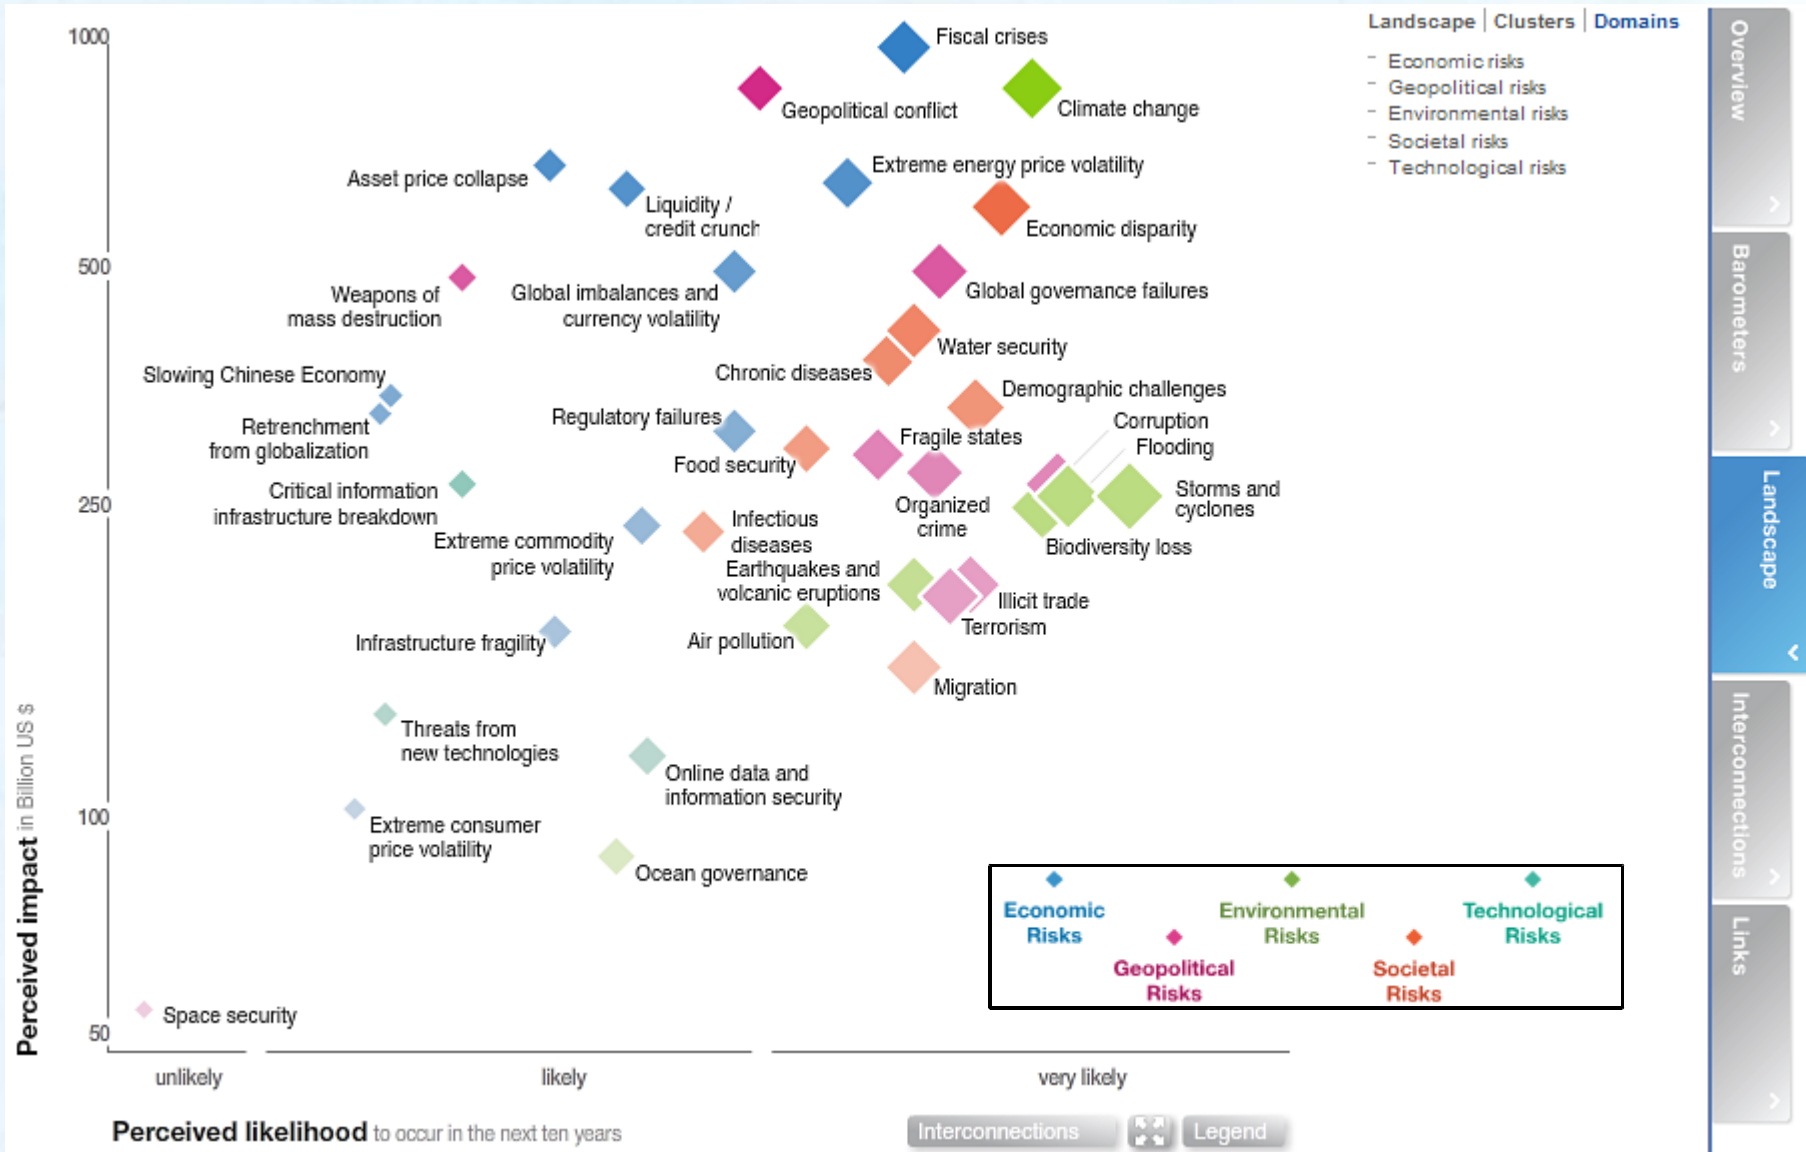 1000
500
250
100
50
Perceived impact in Billion US $
Fiscal crises
Geopolitical conflict
Climate change
Asset price collapse
Liquidity /
credit crunch
Extreme energy price volatility
Economic disparity
Weapons of
mass destruction
Global imbalances and
currency volatility
Global governance failures
Water security
Chronic diseases
Slowing Chinese Economy
Retrenchment
from globalization
Demographic challenges
Regulatory failures
Food security
Fragile states
Corruption
Flooding
Critical information
infrastructure breakdown
Organized
crime
Storms and
cyclones
Extreme commodity
price volatility
Infectious
diseases
Biodiversity loss
Earthquakes and
volcanic eruptions
Illicit trade
Terrorism
Infrastructure fragility
Air pollution
Migration
Threats from
new technologies
Online data and
information security
Extreme consumer
price volatility
Ocean governance
Space security
unlikely
likely
very likely
Perceived likelihood to occur in the next ten years
Economic
Risks
Geopolitical
Risks
Environmental
Risks
Societal
Risks
Technological
Risks
Interconnections
Legend
Landscape | Clusters | Domains
- Economic risks
- Geopolitical risks
- Environmental risks
- Societal risks
- Technological risks
Overview
Barometers
Landscape
Interconnections
Links